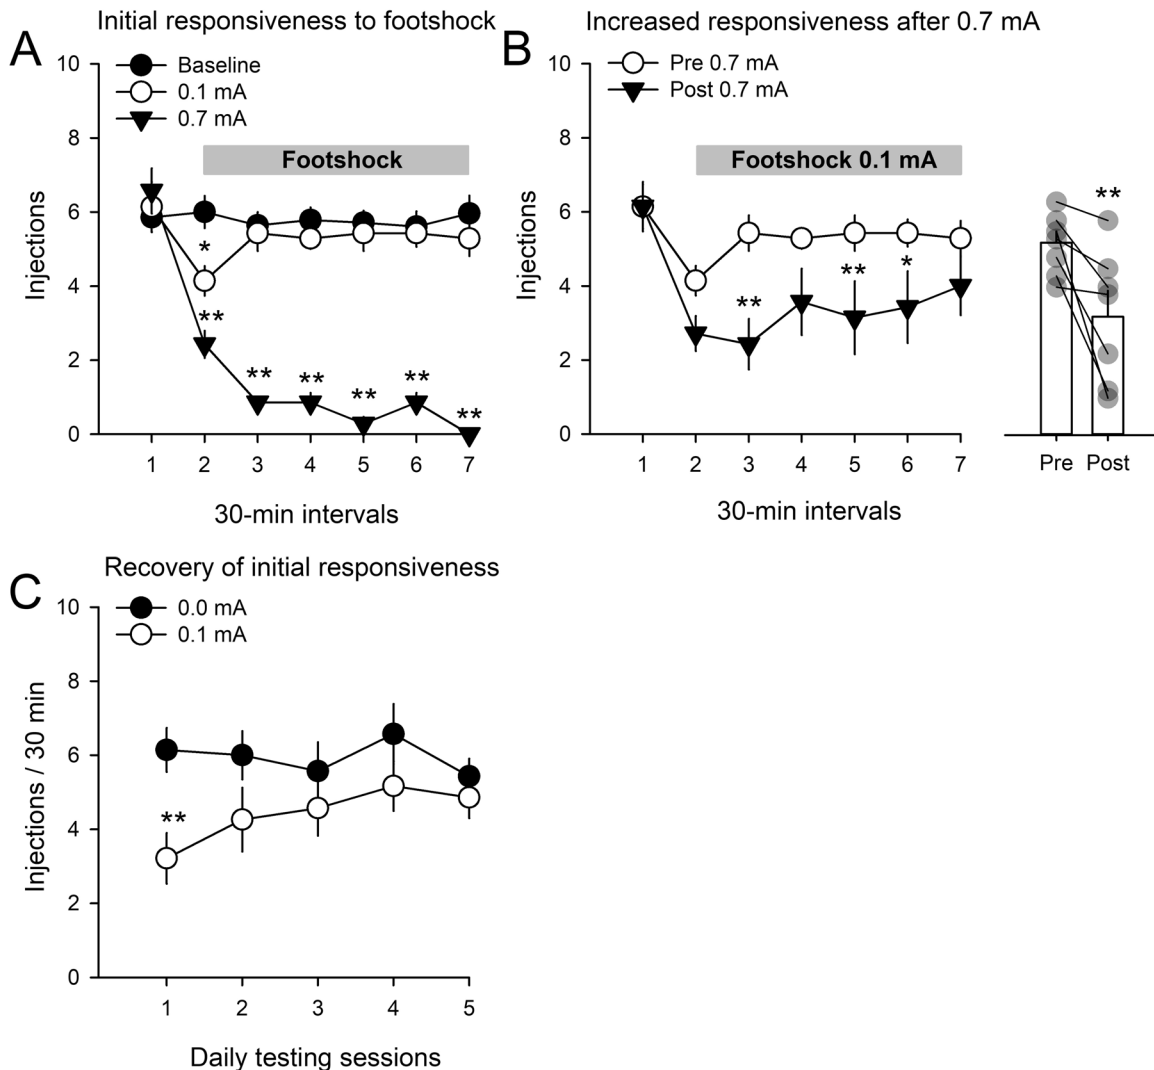 Initial responsiveness to footshock
A
Baseline
0.1 mA
0.7 mA
Footshock
10
8
6
4
2
0
Injections
*
**
**
**
**
**
**
1 2 3 4 5 6 7
30-min intervals
Increased responsiveness after 0.7 mA
B
Pre 0.7 mA
Post 0.7 mA
Footshock 0.1 mA
10
8
6
4
2
0
Injections
**
**
*
1 2 3 4 5 6 7
30-min intervals
**
Pre Post
Recovery of initial responsiveness
C
0.0 mA
0.1 mA
10
8
6
4
2
0
Injections / 30 min
**
1 2 3 4 5
Daily testing sessions